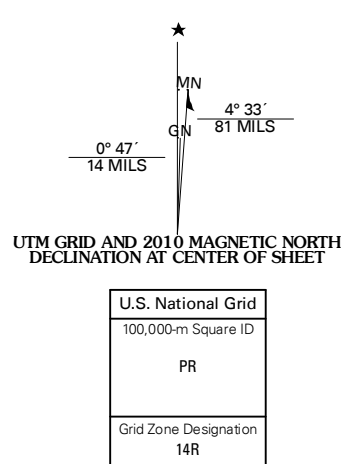 ★
MN
4° 33´
81 MILS
GN
0° 47´
14 MILS
UTM GRID AND 2010 MAGNETIC NORTH
DECLINATION AT CENTER OF SHEET
U.S. National Grid
100,000-m Square ID
PR
Grid Zone Designation
14R